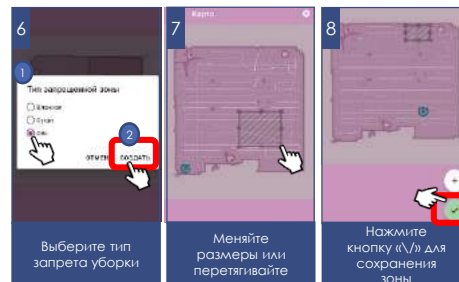 6
1
Тип запрещенной зоны
Влажная
Сухая
2
ОТМЕНА
СОЗДАТЬ
Выберите тип
запрета уборки
7
Карта
Меняйте
размеры или
перетягивайте
8
Нажмите
кнопку «\/» для
сохранения
зоны